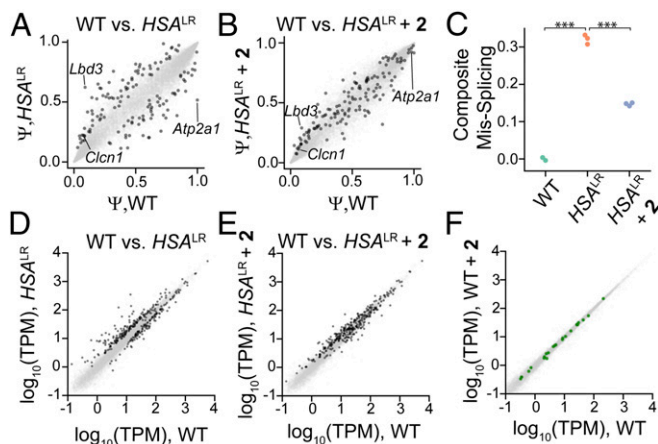 A
WT vs. HSA^LR
Ψ, HSA^LR
1.0
0.5
0.0
Lbd3
Clcn1
Atp2a1
0.0 0.5 1.0
Ψ, WT
B
WT vs. HSA^LR + 2
Ψ, HSA^LR + 2
1.0
0.5
0.0
Lbd3
Clcn1
Atp2a1
0.0 0.5 1.0
Ψ, WT
C
Composite
Mis-Splicing
0.3
0.2
0.1
0.0
*** ***
WT
HSA^LR
HSA^LR
+ 2
D
WT vs. HSA^LR
log10(TPM), HSA^LR
4
3
2
1
0
-1
-1 0 1 2 3 4
log10(TPM), WT
E
WT vs. HSA^LR + 2
log10(TPM), HSA^LR + 2
4
3
2
1
0
-1
-1 0 1 2 3 4
log10(TPM), WT
F
log10(TPM), WT + 2
4
3
2
1
0
-1
-1 0 1 2 3 4
log10(TPM), WT